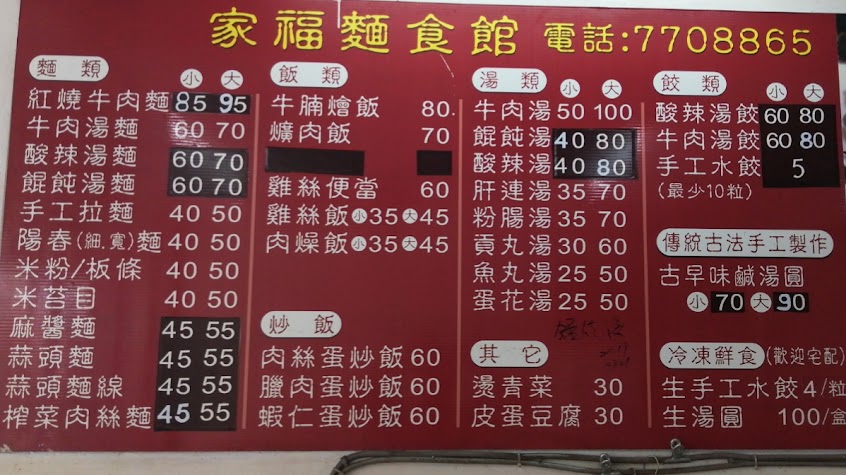 家福麵食館 電話:7708865
麵類 小 大
紅燒牛肉麵 85 95
牛肉湯麵 60 70
酸辣湯麵 60 70
餛飩湯麵 60 70
手工拉麵 40 50
陽春(細.寬)麵 40 50
米粉/板條 40 50
米苔目 40 50
麻醬麵 45 55
蒜頭麵 45 55
蒜頭麵線 45 55
榨菜肉絲麵 45 55
飯類
牛腩燴飯 80.
爌肉飯 70
雞絲便當 60
雞絲飯 小35 大45
肉燥飯 小35 大45
炒飯
肉絲蛋炒飯 60
臘肉蛋炒飯 60
蝦仁蛋炒飯 60
湯類 小 大
牛肉湯 50 100
餛飩湯 40 80
酸辣湯 40 80
肝連湯 35 70
粉腸湯 35 70
貢丸湯 30 60
魚丸湯 25 50
蛋花湯 25 50
其它
燙青菜 30
皮蛋豆腐 30
餃類 小 大
酸辣湯餃 60 80
牛肉湯餃 60 80
手工水餃 5
(最少10粒)
傳統古法手工製作
古早味鹹湯圓
小 70 大 90
冷凍鮮食(歡迎宅配)
生手工水餃 4/粒
生湯圓 100/盒